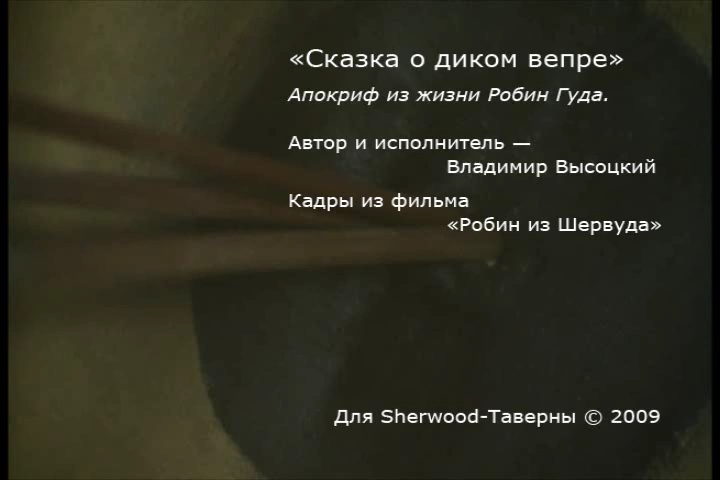 «Сказка о диком вепре»
Апокриф из жизни Робин Гуда.
Автор и исполнитель —
Владимир Высоцкий
Кадры из фильма
«Робин из Шервуда»
Для Sherwood-Таверны © 2009